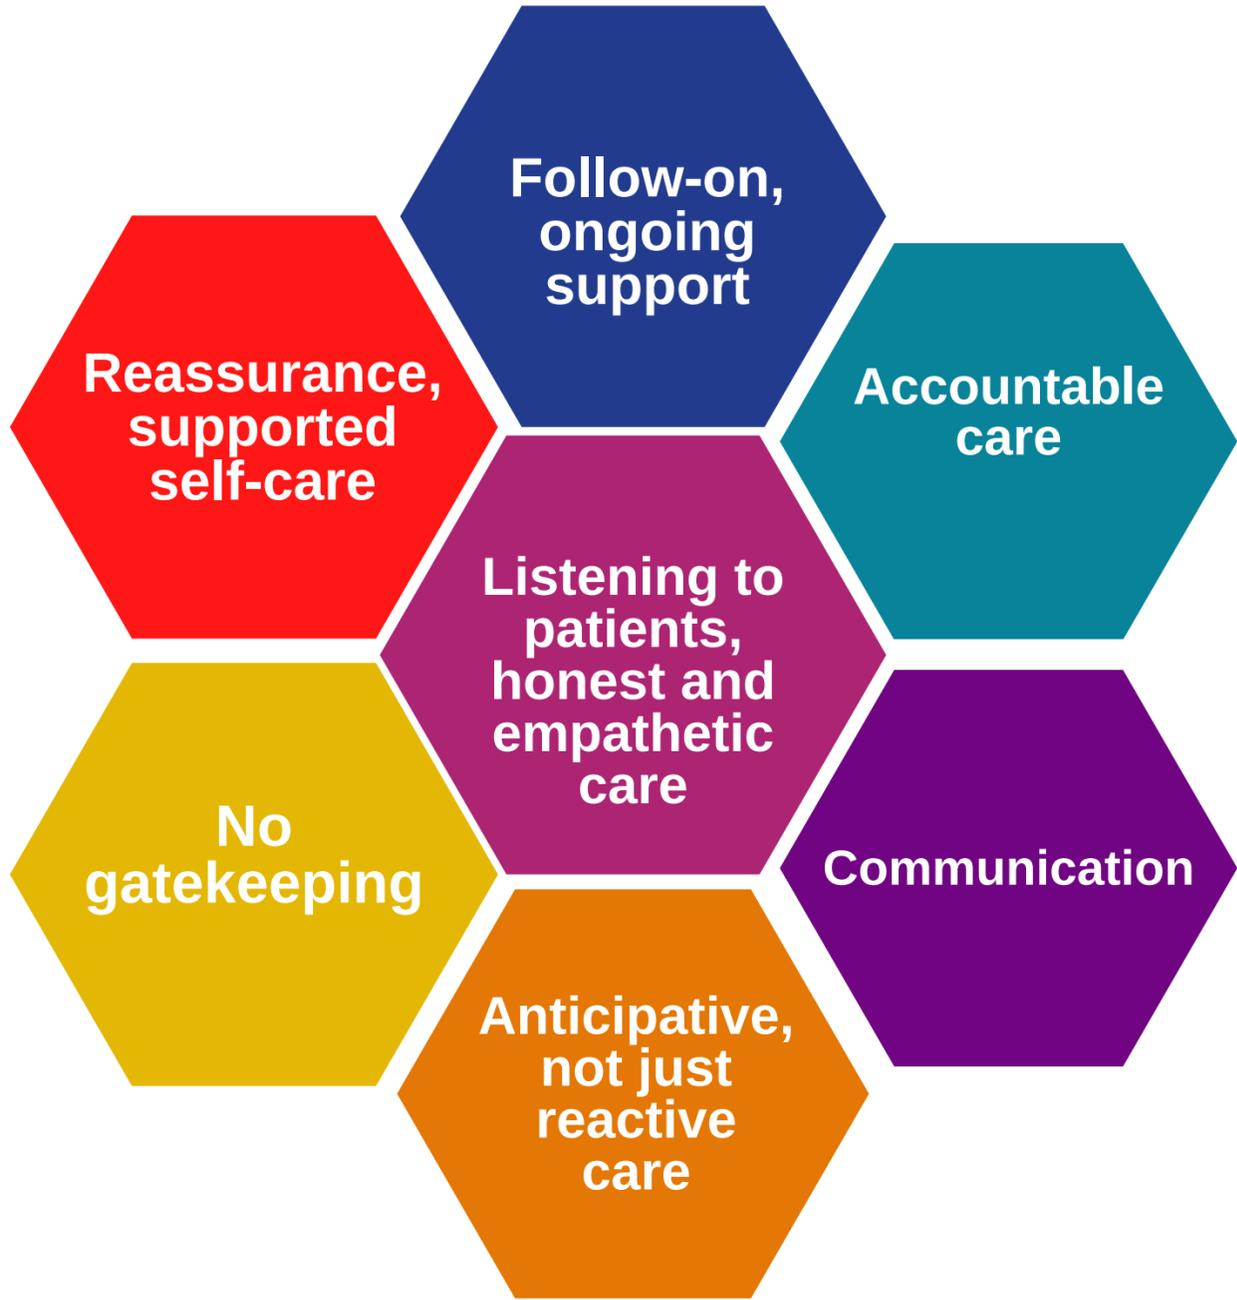 Follow-on,
ongoing
support
Reassurance,
supported
self-care
Accountable
care
Listening to
patients,
honest and
empathetic
care
No
gatekeeping
Communication
Anticipative,
not just
reactive
care